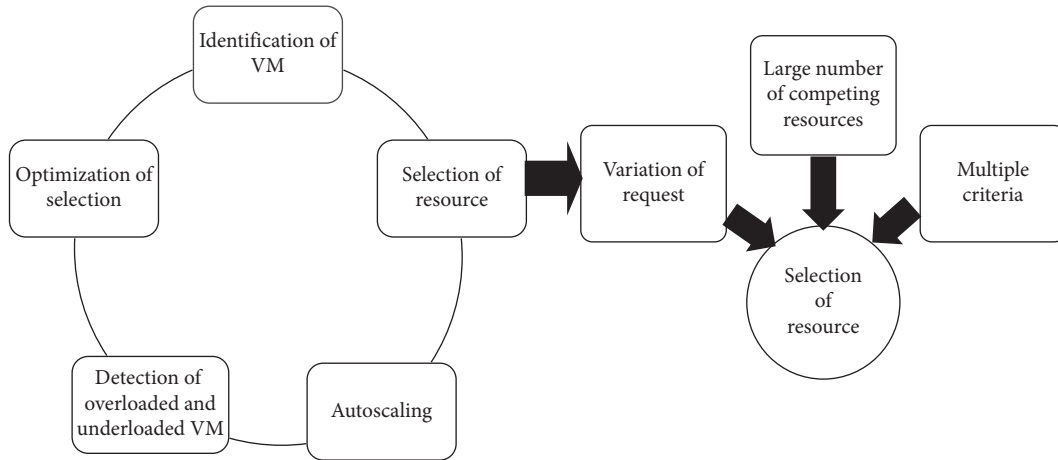 Identification of
VM
Large number
of competing
resources
Optimization of
selection
Selection of
resource
Variation of
request
Multiple
criteria
Selection
of
resource
Detection of
overloaded and
underloaded VM
Autoscaling